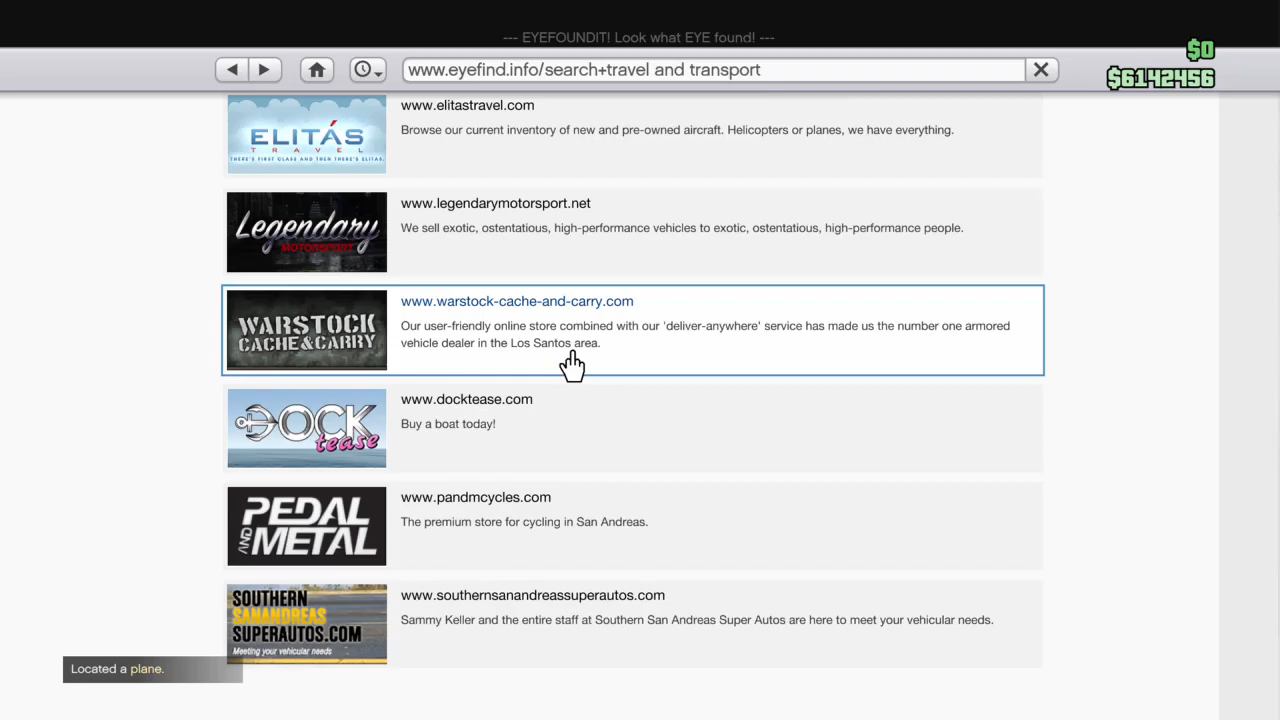 --- EYEFOUNDIT! Look what EYE found! ---
$0
www.eyefind.info/search+travel and transport
$6142456
www.elitastravel.com
ELITÁS
TRAVEL
THERE'S FIRST CLASS AND THEN THERE'S ELITAS.
Browse our current inventory of new and pre-owned aircraft. Helicopters or planes, we have everything.
www.legendarymotorsport.net
Legendary
MOTORSPORT
We sell exotic, ostentatious, high-performance vehicles to exotic, ostentatious, high-performance people.
www.warstock-cache-and-carry.com
WARSTOCK
CACHE&CARRY
Our user-friendly online store combined with our 'deliver-anywhere' service has made us the number one armored
vehicle dealer in the Los Santos area.
www.docktease.com
DOCK
tease
Buy a boat today!
www.pandmcycles.com
PEDAL
AND METAL
The premium store for cycling in San Andreas.
www.southernsanandreassuperautos.com
SOUTHERN
SANANDREAS
SUPERAUTOS.COM
Meeting your vehicular needs
Sammy Keller and the entire staff at Southern San Andreas Super Autos are here to meet your vehicular needs.
Located a plane.